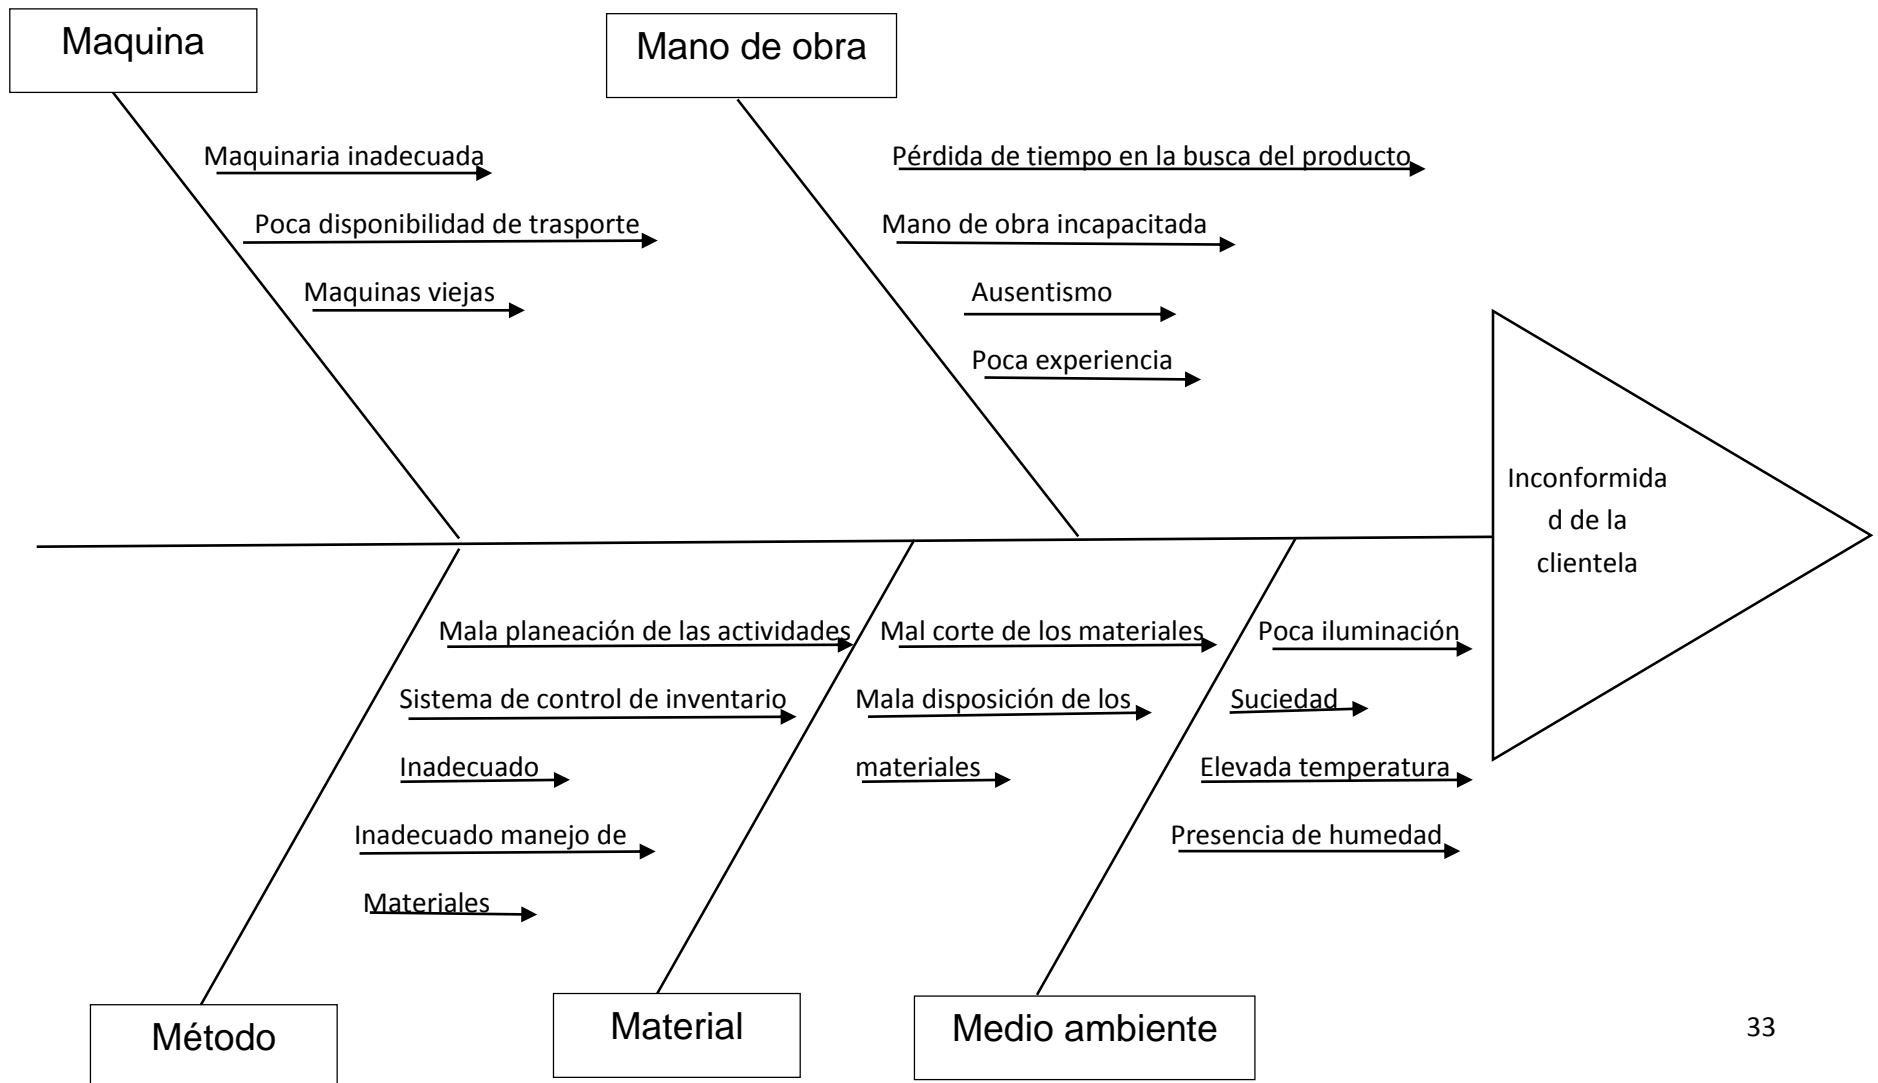 Maquina
Mano de obra
Maquinaria inadecuada
Poca disponibilidad de trasporte
Maquinas viejas
Pérdida de tiempo en la busca del producto
Mano de obra incapacitada
Ausentismo
Poca experiencia
Inconformida
d de la
clientela
Mala planeación de las actividades
Sistema de control de inventario
Inadecuado
Inadecuado manejo de
Materiales
Mal corte de los materiales
Mala disposición de los
materiales
Poca iluminación
Suciedad
Elevada temperatura
Presencia de humedad
Método
Material
Medio ambiente
33